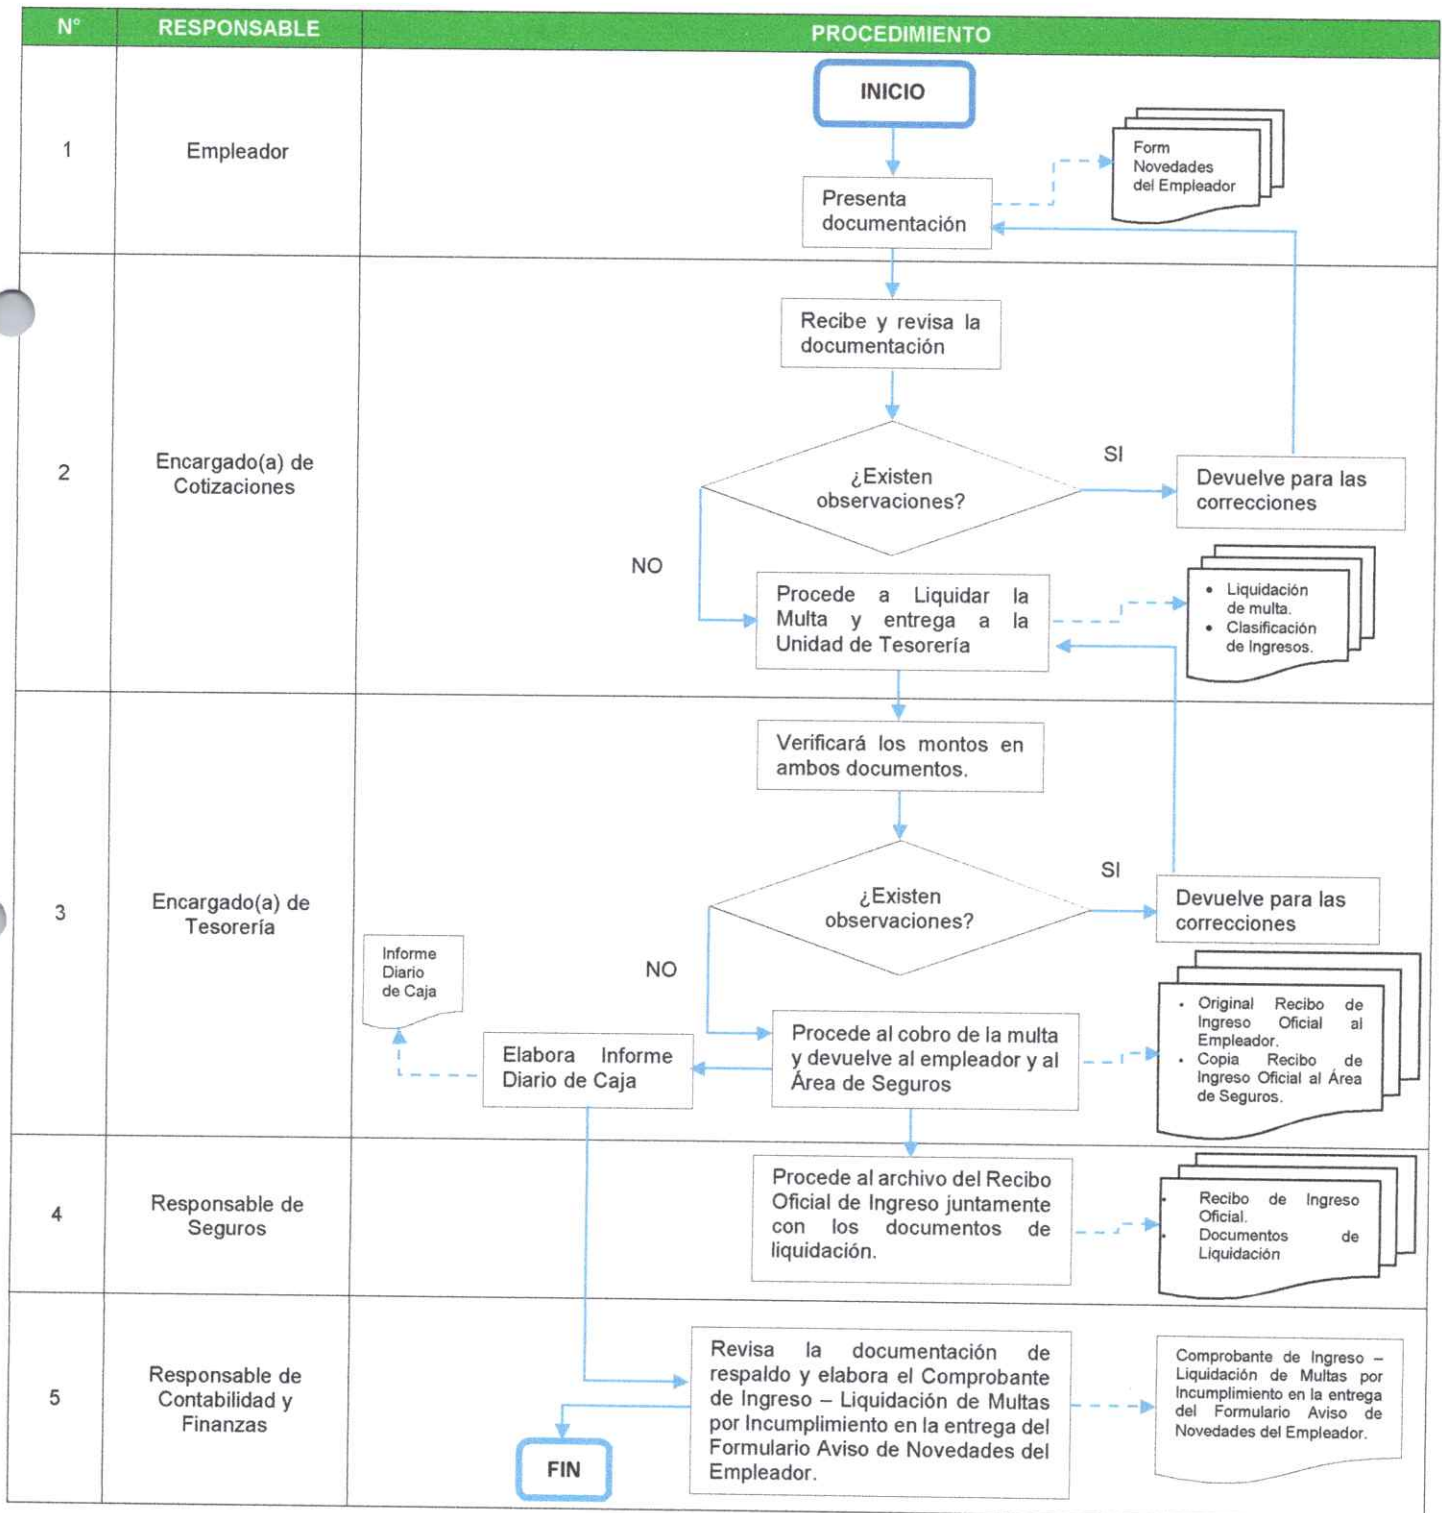 N° RESPONSABLE PROCEDIMIENTO
INICIO
1
Empleador
Form
Novedades
del Empleador
Presenta
documentación
Recibe y revisa la
documentación
2
Encargado(a) de
Cotizaciones
¿Existen
observaciones?
SI
Devuelve para las
correcciones
NO
Procede a Liquidar la
Multa y entrega a la
Unidad de Tesorería
• Liquidación
de multa.
• Clasificación
de Ingresos.
Verificará los montos en
ambos documentos.
3
Encargado(a) de
Tesorería
¿Existen
observaciones?
SI
Devuelve para las
correcciones
NO
Informe
Diario
de Caja
Elabora Informe
Diario de Caja
Procede al cobro de la multa
y devuelve al empleador y al
Área de Seguros
• Original Recibo de
Ingreso Oficial al
Empleador.
• Copia Recibo de
Ingreso Oficial al Área
de Seguros.
4
Responsable de
Seguros
Procede al archivo del Recibo
Oficial de Ingreso juntamente
con los documentos de
liquidación.
• Recibo de Ingreso
Oficial.
• Documentos de
Liquidación
5
Responsable de
Contabilidad y
Finanzas
Revisa la documentación de
respaldo y elabora el Comprobante
de Ingreso – Liquidación de Multas
por Incumplimiento en la entrega del
Formulario Aviso de Novedades del
Empleador.
Comprobante de Ingreso –
Liquidación de Multas por
Incumplimiento en la entrega
del Formulario Aviso de
Novedades del Empleador.
FIN